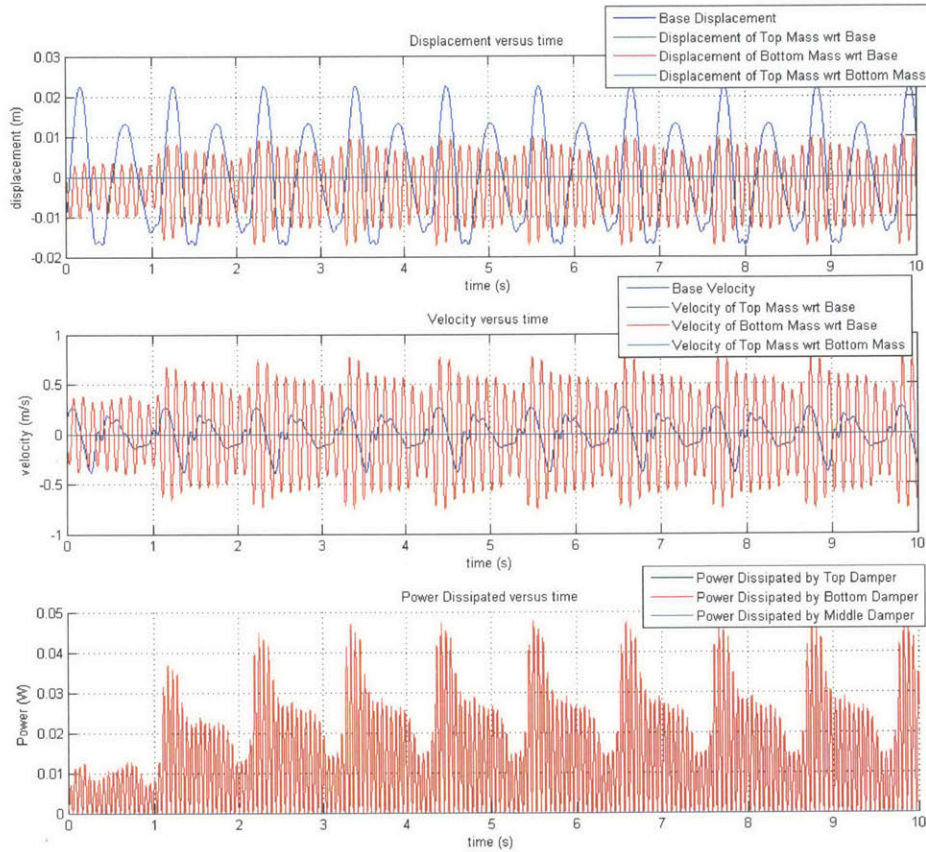 Displacement versus time
Base Displacement
Displacement of Top Mass wrt Base
Displacement of Bottom Mass wrt Base
Displacement of Top Mass wrt Bottom Mass
displacement (m)
0.03
0.02
0.01
0
-0.01
-0.02
0 1 2 3 4 5 6 7 8 9 10
time (s)
Velocity versus time
Base Velocity
Velocity of Top Mass wrt Base
Velocity of Bottom Mass wrt Base
Velocity of Top Mass wrt Bottom Mass
velocity (m/s)
1
0.5
0
-0.5
-1
0 1 2 3 4 5 6 7 8 9 10
time (s)
Power Dissipated versus time
Power Dissipated by Top Damper
Power Dissipated by Bottom Damper
Power Dissipated by Middle Damper
Power (W)
0.05
0.04
0.03
0.02
0.01
0
0 1 2 3 4 5 6 7 8 9 10
time (s)